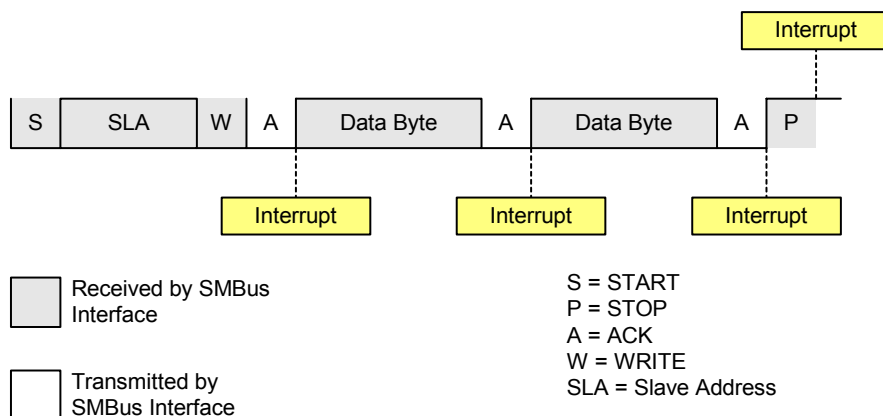 Interrupt
S
SLA
W
A
Data Byte
A
Data Byte
A
P
Interrupt
Interrupt
Interrupt
Received by SMBus
Interface
Transmitted by
SMBus Interface
S = START
P = STOP
A = ACK
W = WRITE
SLA = Slave Address